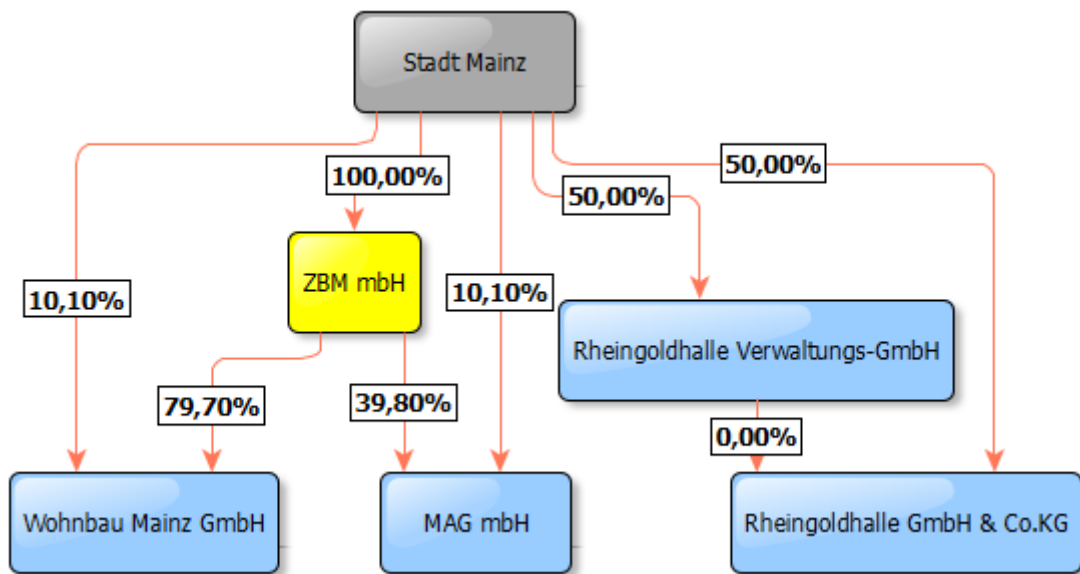 Stadt Mainz
100,00%
50,00%
50,00%
ZBM mbH
10,10%
10,10%
Rheingoldhalle Verwaltungs-GmbH
79,70%
39,80%
0,00%
Wohnbau Mainz GmbH
MAG mbH
Rheingoldhalle GmbH & Co.KG